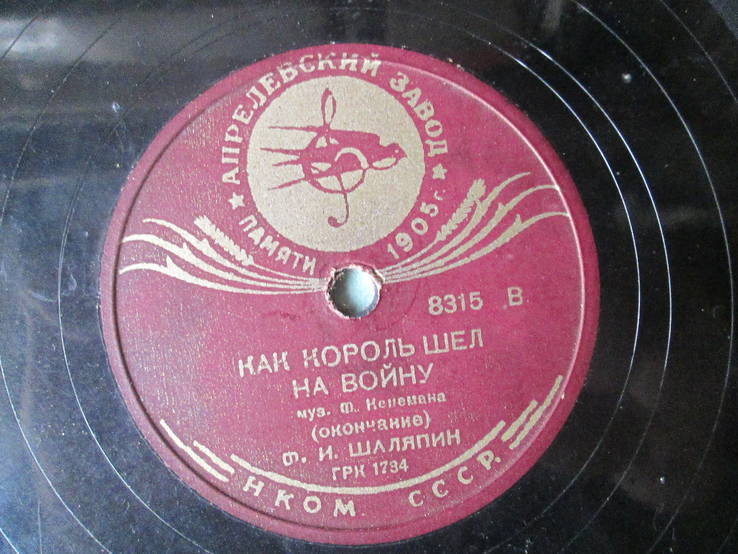 АПРЕЛЕВСКИЙ ЗАВОД
★ ПАМЯТИ 1905 г. ★
8315 В
КАК КОРОЛЬ ШЕЛ
НА ВОЙНУ
муз. Ф. Кенемана
(окончание)
Ф. И. ШАЛЯПИН
ГРК 1734
НКОМ. СССР.